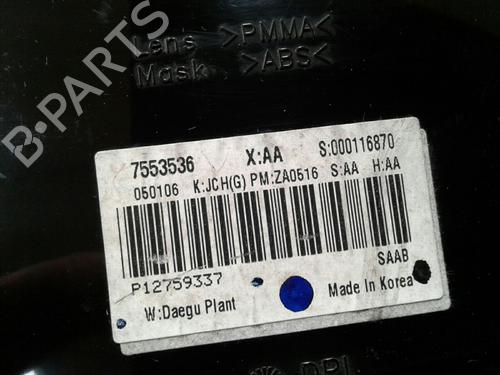 Lens >PMMA<
Mask >ABS<
B-PARTS
7553536 X:AA S:000116870
050106 K:JCH(G) PM:ZA0516 S:AA H:AA
SAAB
P12759337
W:Daegu Plant Made In Korea